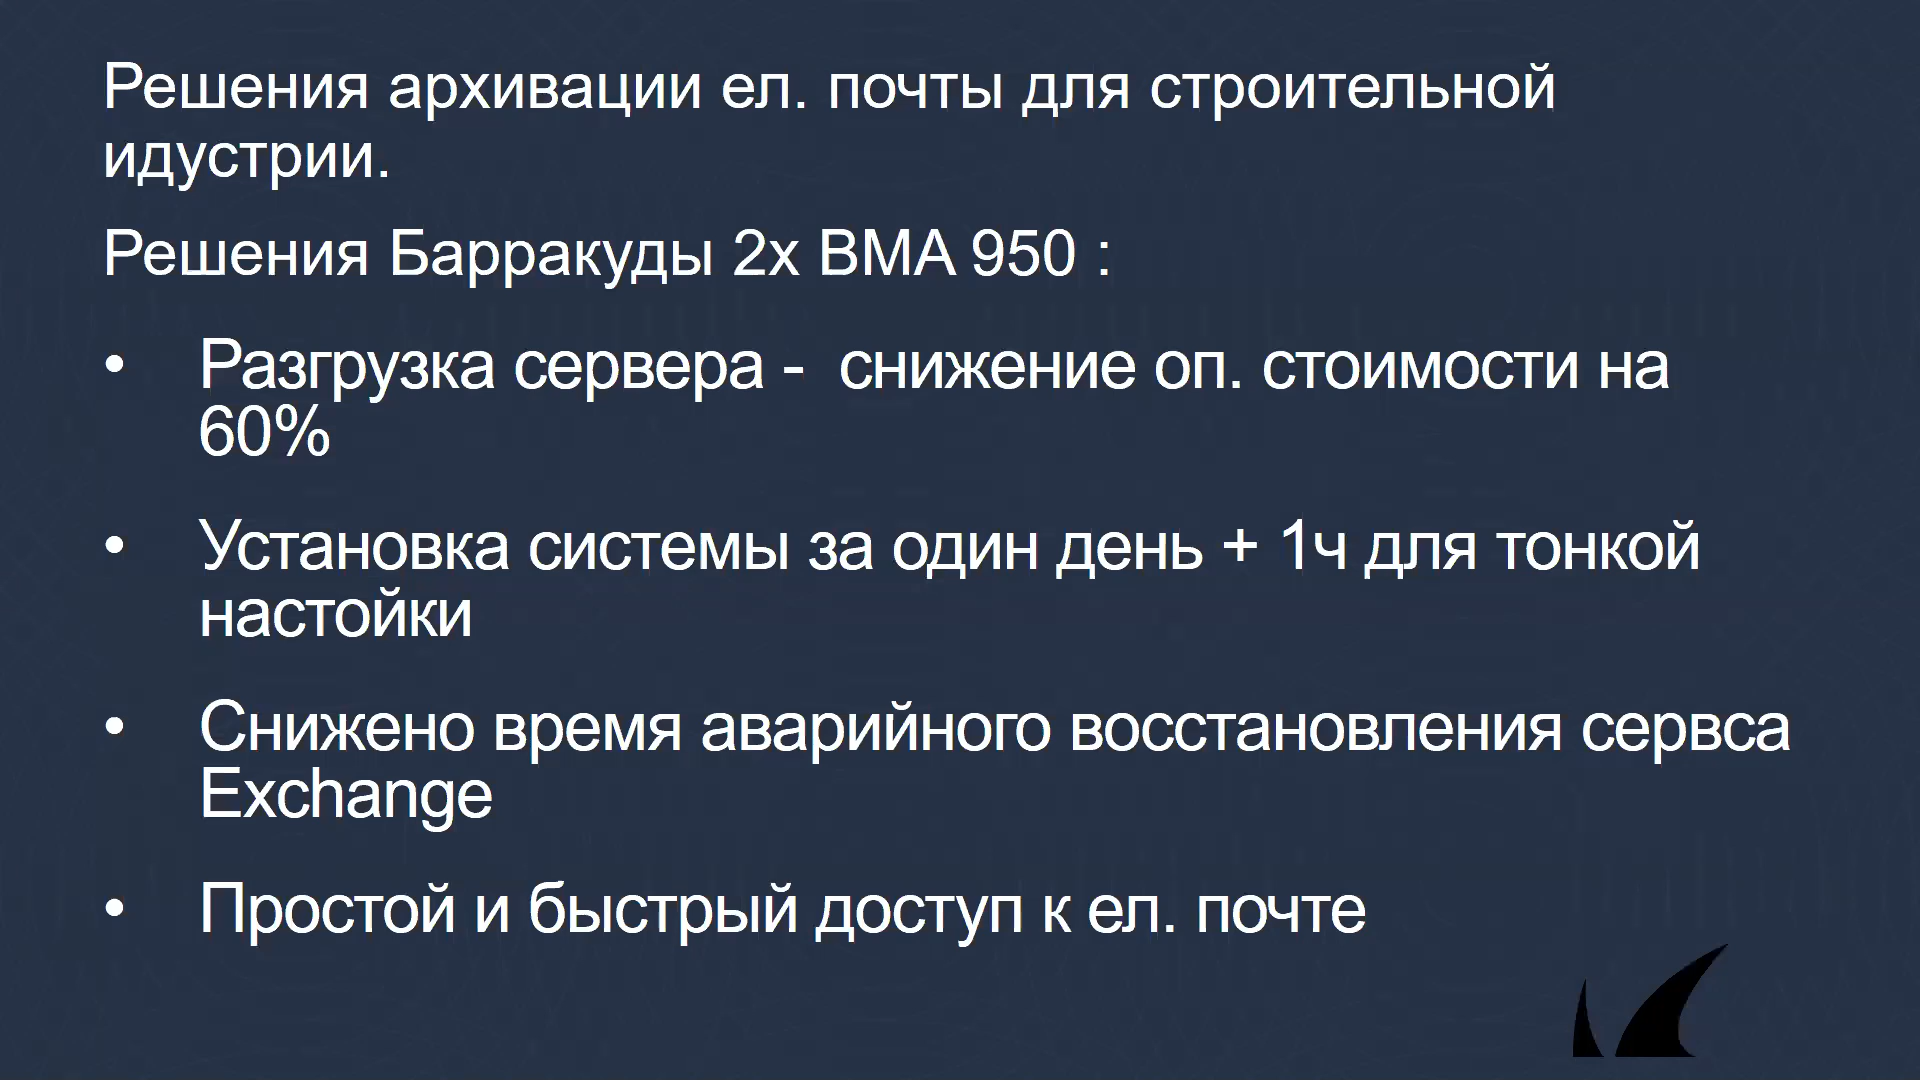 Решения архивации ел. почты для строительной
идустрии.
Решения Барракуды 2x BMA 950 :
• Разгрузка сервера -  снижение оп. стоимости на
60%
• Установка системы за один день + 1ч для тонкой
настойки
• Снижено время аварийного восстановления сервса
Exchange
• Простой и быстрый доступ к ел. почте